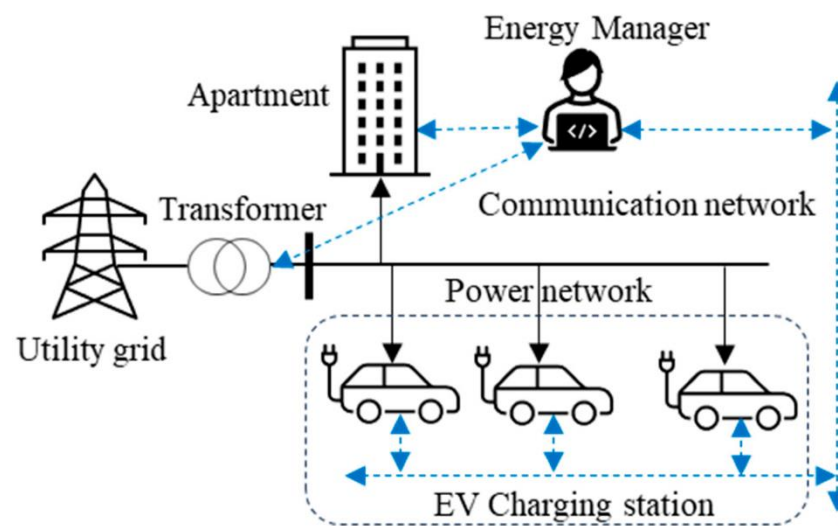 Energy Manager
Apartment
</>
Transformer
Communication network
Power network
Utility grid
EV Charging station